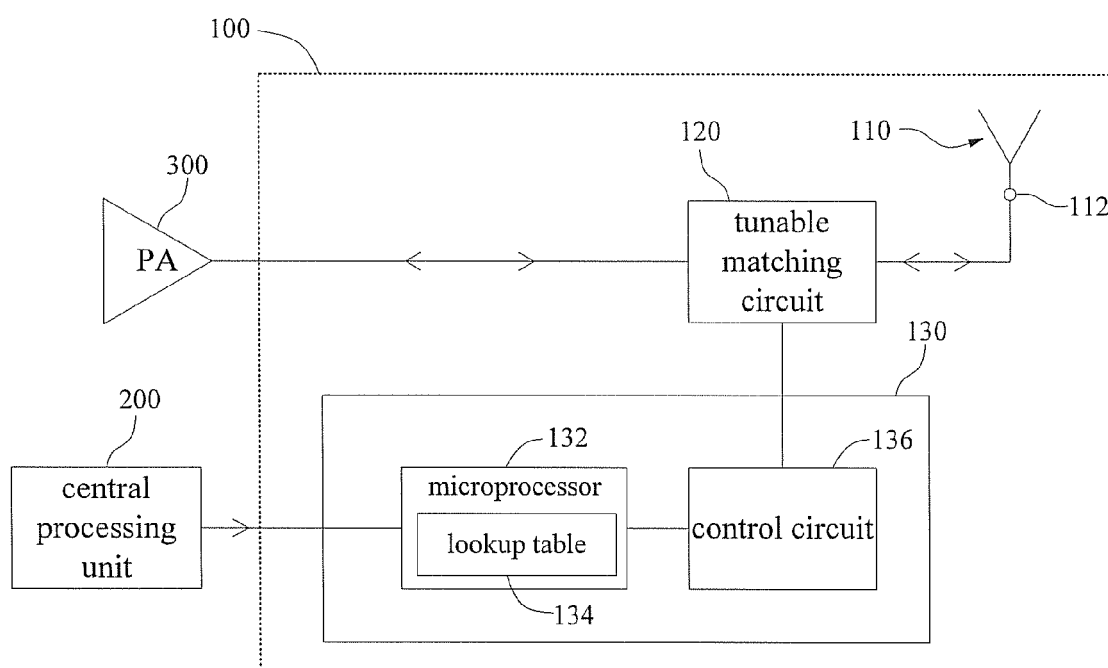 100
110
120
300
112
PA
tunable
matching
circuit
130
200
132
136
central
processing
unit
microprocessor
lookup table
control circuit
134